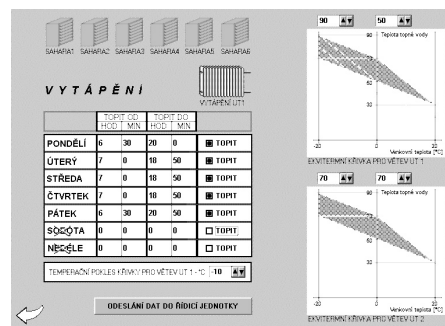 90 50
SAHARA1 SAHARA2 SAHARA3 SAHARA4 SAHARA5 SAHARA6
Teplota topné vody
VYTÁPĚNÍ
VYTÁPĚNÍ ÚT1
TOPIT OD TOPIT DO
HOD MIN HOD MIN
PONDĚLÍ 6 30 20 0 TOPIT
ÚTERÝ 7 0 18 50 TOPIT
STŘEDA 7 0 18 50 TOPIT
ČTVRTEK 7 0 18 50 TOPIT
PÁTEK 6 30 20 50 TOPIT
SOBOTA 0 0 0 0 TOPIT
NEDĚLE 0 0 0 0 TOPIT
TEMPERAČNÍ POKLES KŘIVKY PRO VĚTEV UT 1 - °C -10
ODESLÁNÍ DAT DO ŘÍDICÍ JEDNOTKY
90
50
30
-20 0 20
Venkovní teplota [°C]
EKVITERMNÍ KŘIVKA PRO VĚTEV UT 1
70 70
Teplota topné vody
90
50
30
-20 0 20
Venkovní teplota [°C]
EKVITERMNÍ KŘIVKA PRO VĚTEV UT 2